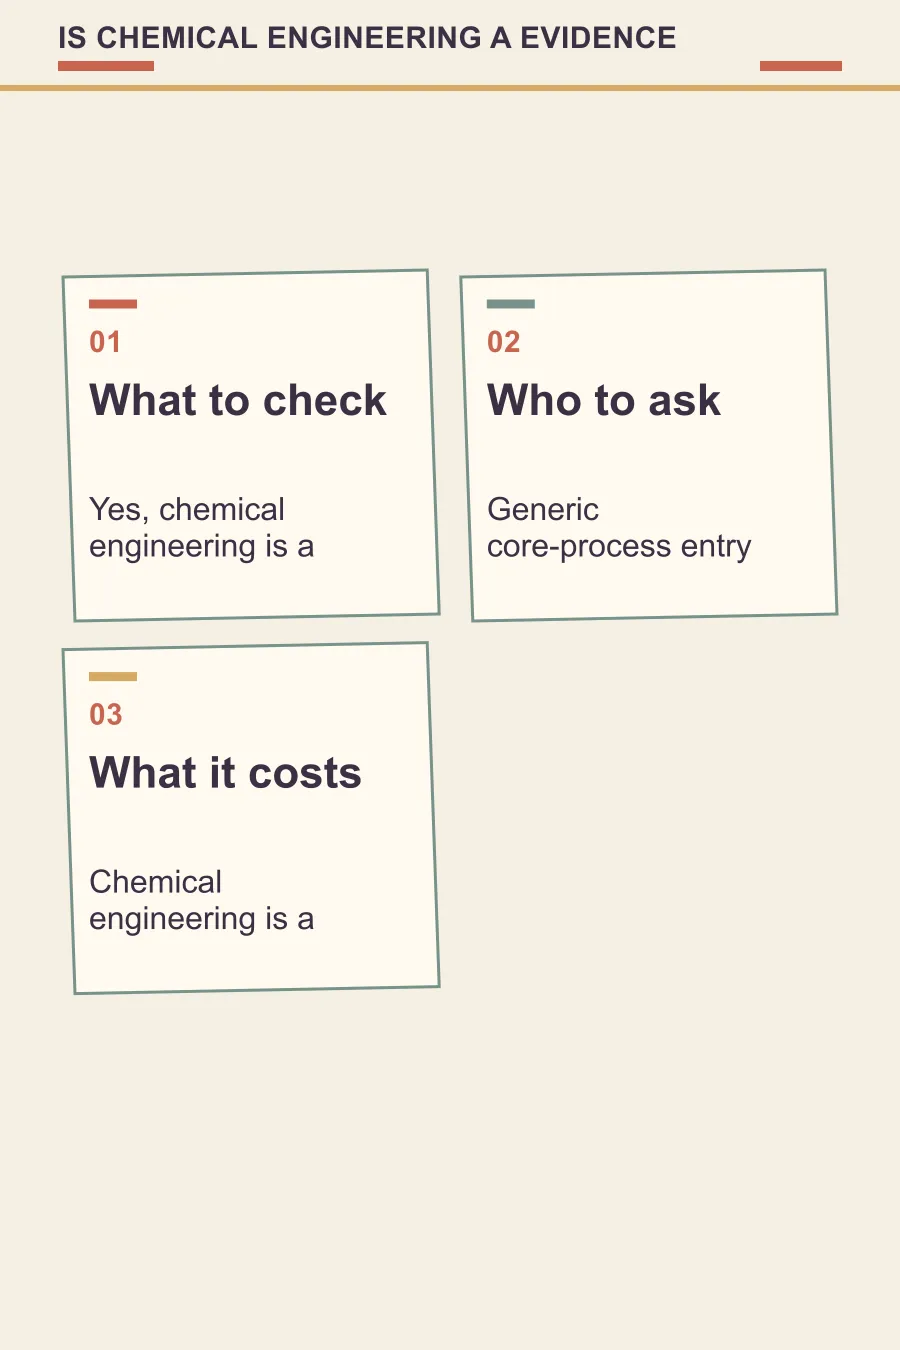 IS CHEMICAL ENGINEERING A EVIDENCE
01
What to check
Yes, chemical
engineering is a
02
Who to ask
Generic
core-process entry
03
What it costs
Chemical
engineering is a